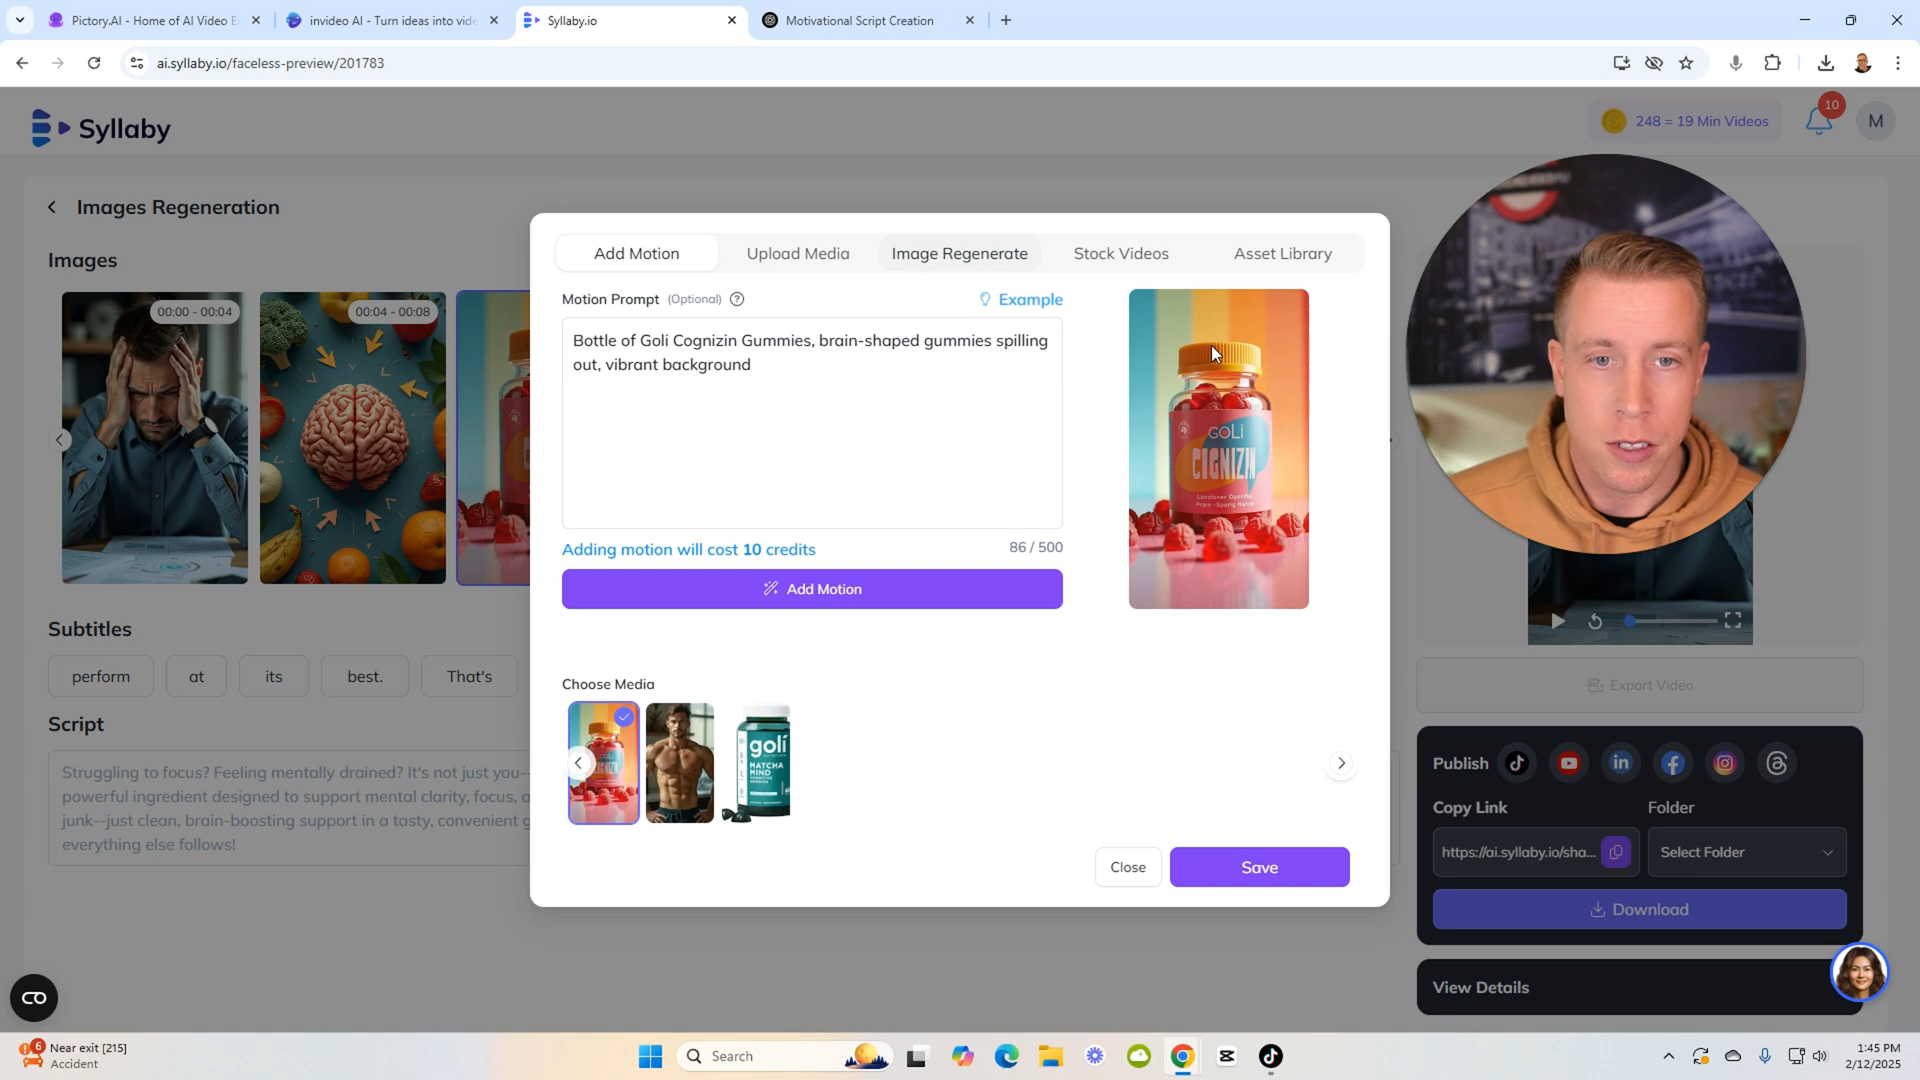 Pictory.AI - Home of AI Video E
invideo AI - Turn ideas into vide
Syllaby.io
Motivational Script Creation
ai.syllaby.io/faceless-preview/201783
Syllaby
248 = 19 Min Videos
10
M
Images Regeneration
Images
00:00 - 00:04
00:04 - 00:08
Add Motion
Upload Media
Image Regenerate
Stock Videos
Asset Library
Motion Prompt (Optional) ?
Example
Bottle of Goli Cognizin Gummies, brain-shaped gummies spilling
out, vibrant background
GOLi
CIGNIZIN
Adding motion will cost 10 credits
86 / 500
Add Motion
Subtitles
perform
at
its
best.
That's
Script
Struggling to focus? Feeling mentally drained? It's not just you-
powerful ingredient designed to support mental clarity, focus, a
junk--just clean, brain-boosting support in a tasty, convenient g
everything else follows!
Choose Media
goli
MATCHA
MIND
Close
Save
Export Video
Publish
Copy Link
Folder
https://ai.syllaby.io/sha...
Select Folder
Download
View Details
6
Near exit [215]
Accident
Search
1:45 PM
2/12/2025